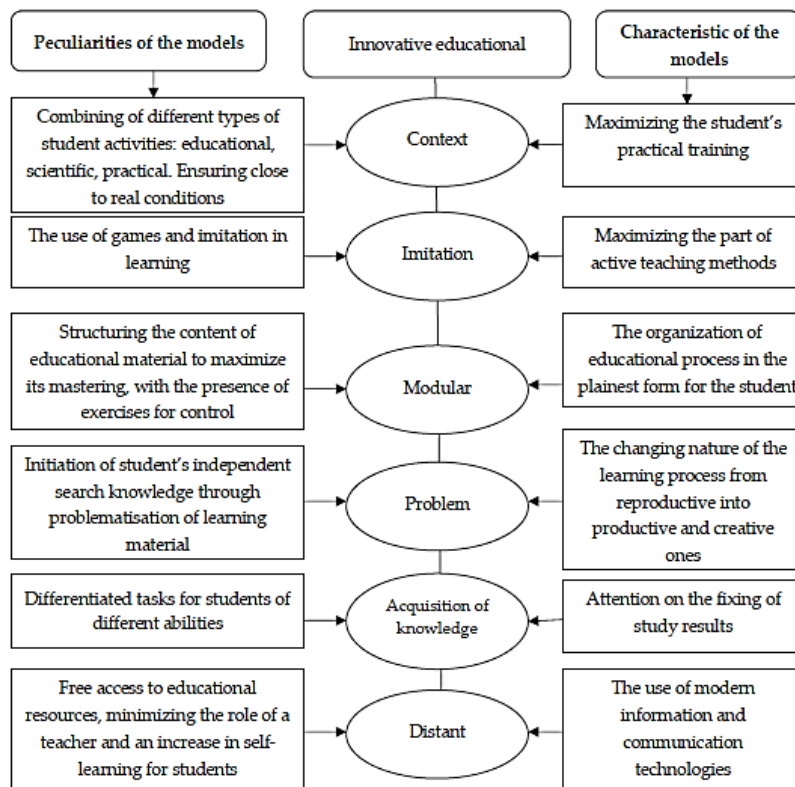 Peculiarities of the models
Innovative educational
Characteristic of the
models
Combining of different types of
student activities: educational,
scientific, practical. Ensuring close
to real conditions
Context
Maximizing the student's
practical training
The use of games and imitation in
learning
Imitation
Maximizing the part of
active teaching methods
Structuring the content of
educational material to maximize
its mastering, with the presence of
exercises for control
Modular
The organization of
educational process in the
plainest form for the student
Initiation of student's independent
search knowledge through
problematisation of learning
material
Problem
The changing nature of the
learning process from
reproductive into
productive and creative
ones
Differentiated tasks for students of
different abilities
Acquisition of
knowledge
Attention on the fixing of
study results
Free access to educational
resources, minimizing the role of a
teacher and an increase in self-
learning for students
Distant
The use of modern
information and
communication
technologies